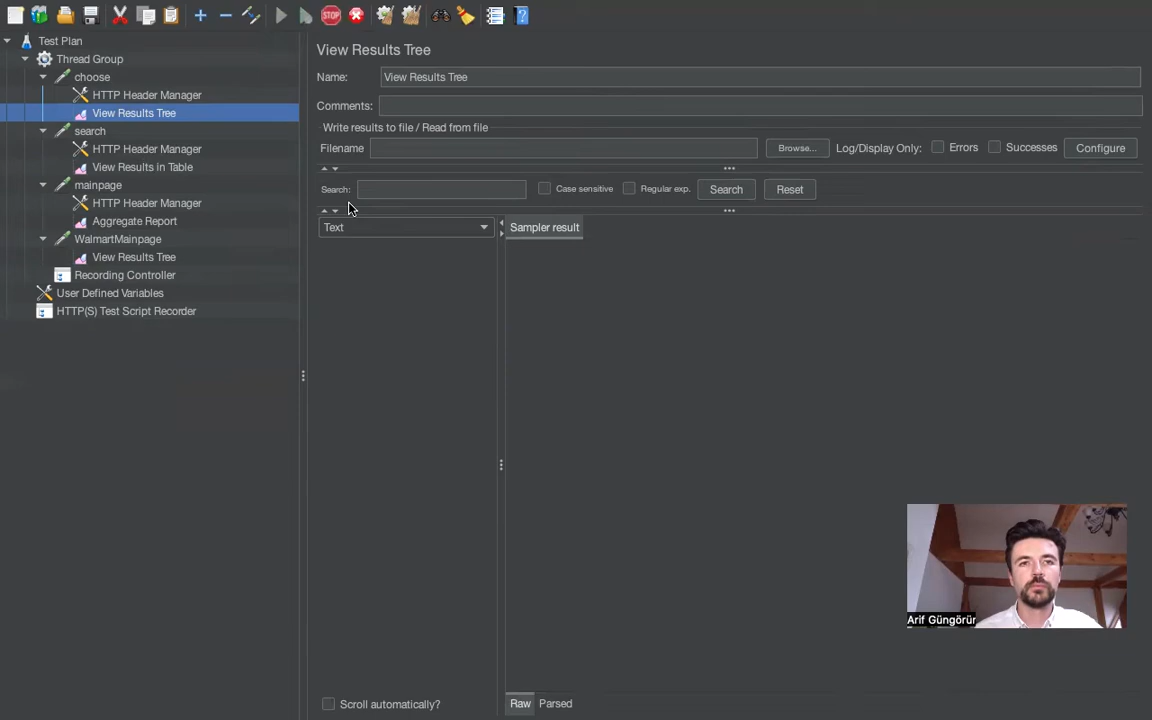 STOP
Test Plan
Thread Group
choose
HTTP Header Manager
View Results Tree
search
HTTP Header Manager
View Results in Table
mainpage
HTTP Header Manager
Aggregate Report
WalmartMainpage
View Results Tree
Recording Controller
User Defined Variables
HTTP(S) Test Script Recorder
View Results Tree
Name: View Results Tree
Comments:
Write results to file / Read from file
Filename Browse... Log/Display Only: Errors Successes Configure
Search: Case sensitive Regular exp. Search Reset
Text Sampler result
Arif Güngörür
Scroll automatically? Raw Parsed